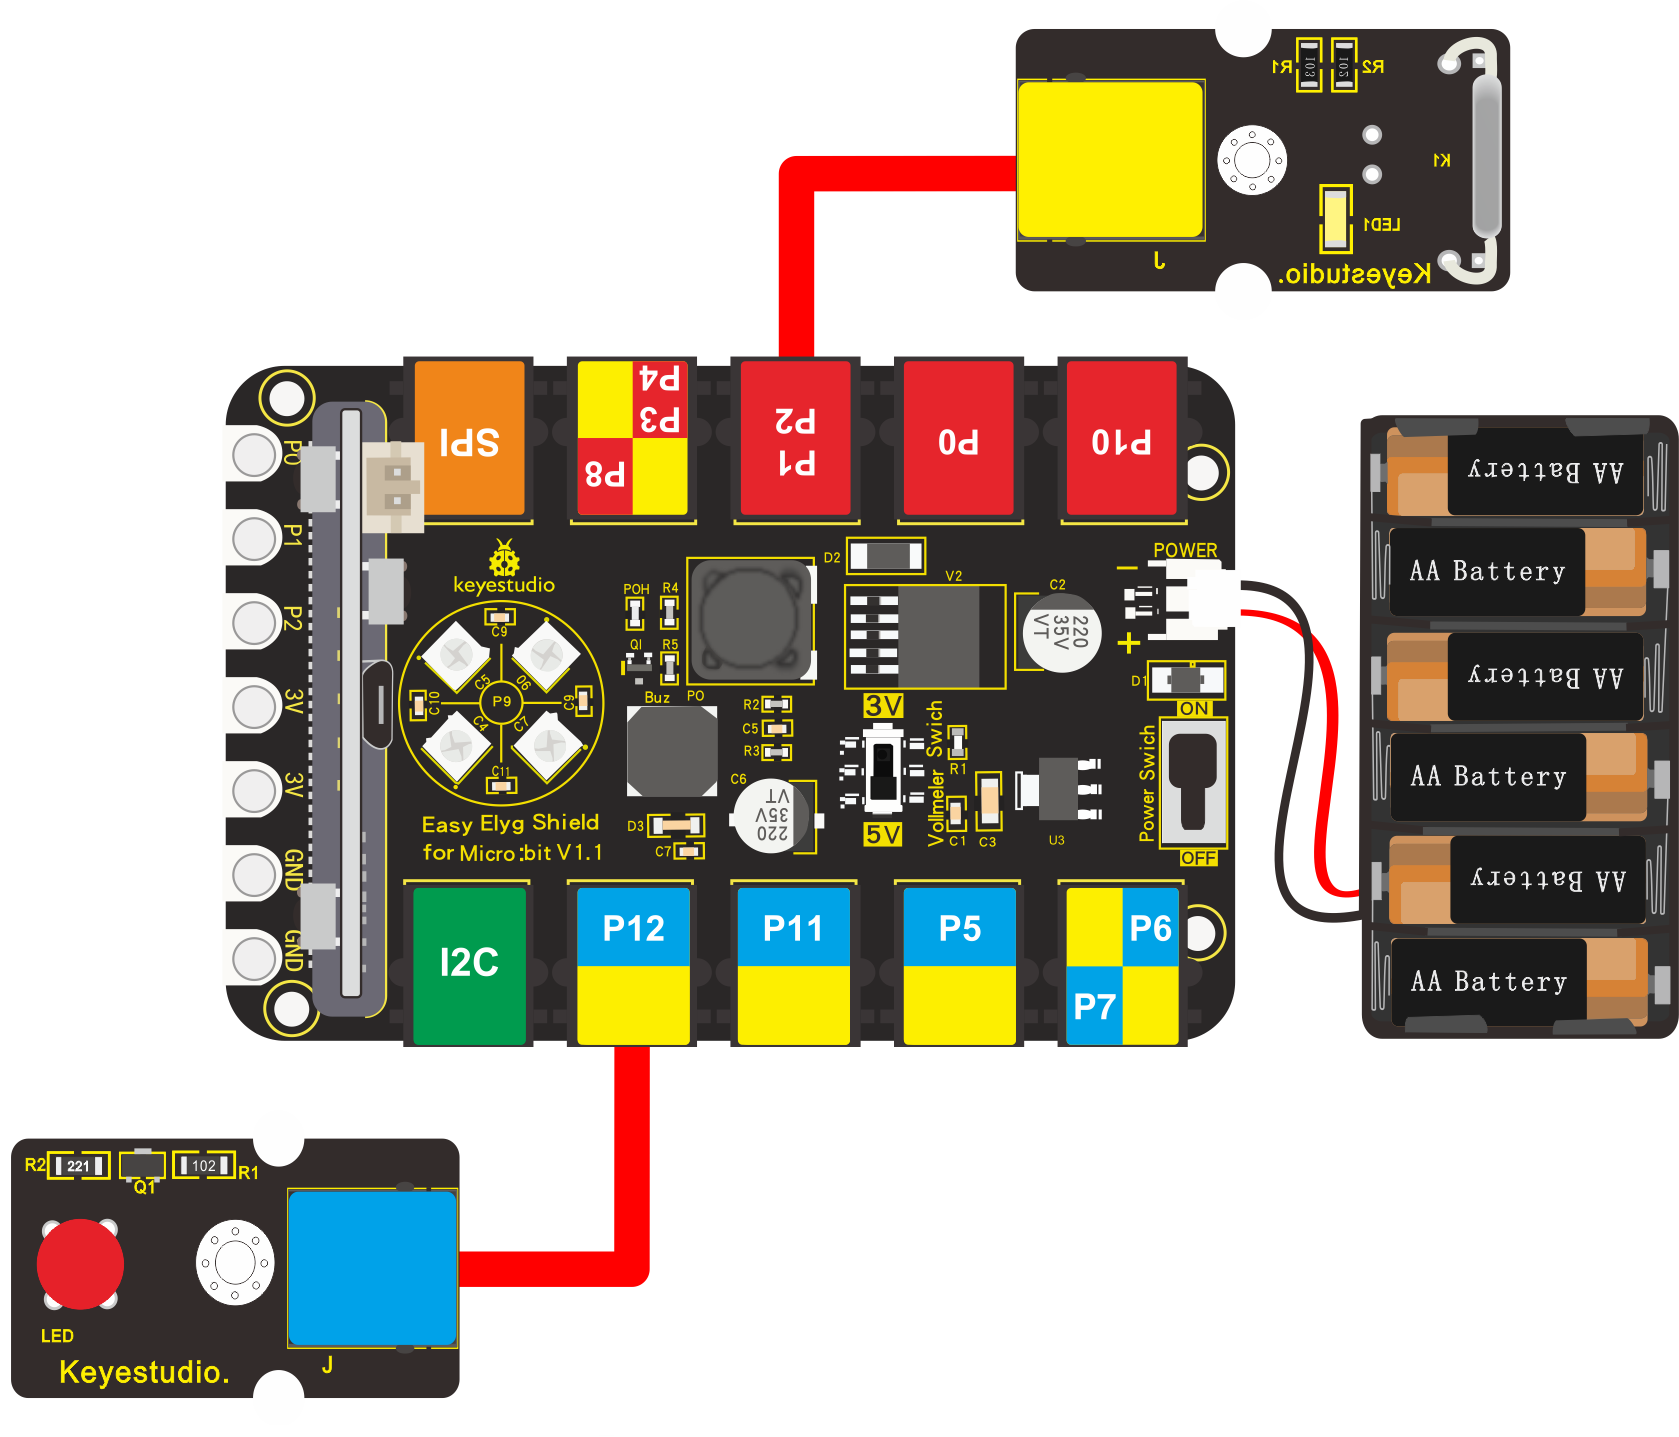 R1
103
102
R2
K1
LED1
Keyestudio.
J
SPI
P4
P3
P8
P2
P1
P0
P10
P0
P1
P2
3V
3V
GND
GND
keyestudio
C9
C5
O6
C10
P9
C9
C4
C7
C11
Easy Elyg Shield
for Micro:bit V1.1
POH
R4
Q1
R5
Buz
PO
R2
C5
R3
C6
220
35V
VT
D3
C7
D2
V2
C2
220
35V
VT
3V
5V
Vollmeler Swich
R1
C1
C3
U3
POWER
−
+
D1
ON
Power Swich
OFF
I2C
P12
P11
P5
P6
P7
AA Battery
AA Battery
AA Battery
AA Battery
AA Battery
AA Battery
R2
221
Q1
102
R1
LED
J
Keyestudio.